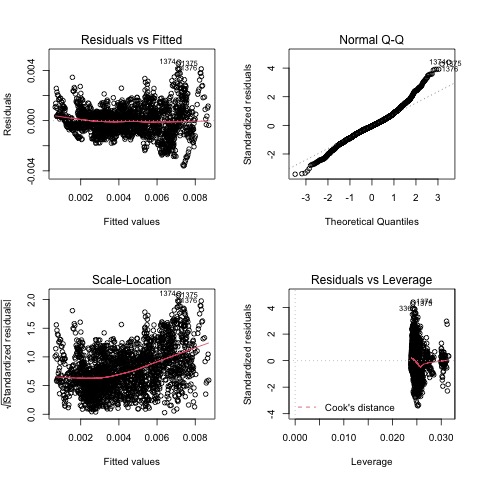 Residuals vs Fitted
Residuals
-0.004 0.000 0.004
1374 1375
1376
0.002 0.004 0.006 0.008
Fitted values
Normal Q-Q
Standardized residuals
-2 0 2 4
1374 1375
1376
-3 -2 -1 0 1 2 3
Theoretical Quantiles
Scale-Location
√|Standardized residuals|
0.0 0.5 1.0 1.5 2.0
1374 1375
1376
0.002 0.004 0.006 0.008
Fitted values
Residuals vs Leverage
Standardized residuals
-4 -2 0 2 4
1374
1375
Cook's distance
0.000 0.010 0.020 0.030
Leverage